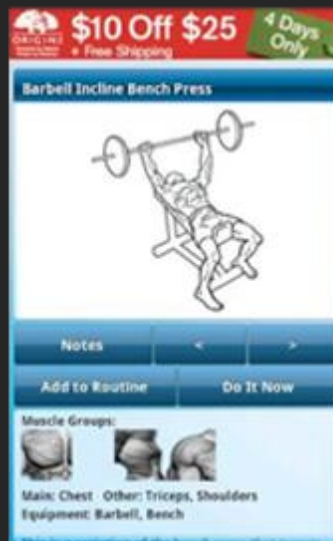 ORIGINS
$10 Off $25
+ Free Shipping
4 Days
Only
Barbell Incline Bench Press
Notes
<
>
Add to Routine
Do It Now
Muscle Groups:
Main: Chest Other: Triceps, Shoulders
Equipment: Barbell, Bench